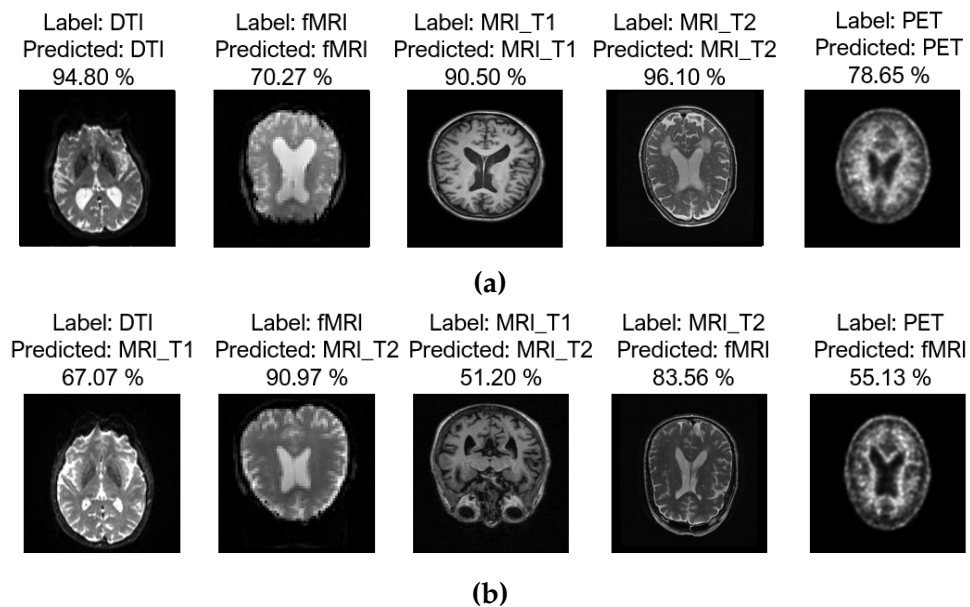 Label: DTI
Predicted: DTI
94.80 %
Label: fMRI
Predicted: fMRI
70.27 %
Label: MRI_T1
Predicted: MRI_T1
90.50 %
Label: MRI_T2
Predicted: MRI_T2
96.10 %
Label: PET
Predicted: PET
78.65 %
(a)
Label: DTI
Predicted: MRI_T1
67.07 %
Label: fMRI
Predicted: MRI_T2
90.97 %
Label: MRI_T1
Predicted: MRI_T2
51.20 %
Label: MRI_T2
Predicted: fMRI
83.56 %
Label: PET
Predicted: fMRI
55.13 %
(b)